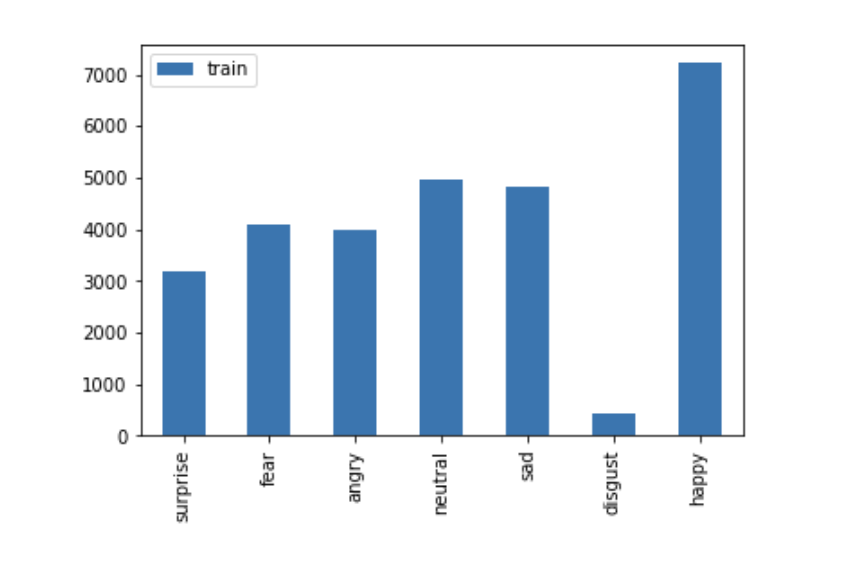 train
7000
6000
5000
4000
3000
2000
1000
0
surprise
fear
angry
neutral
sad
disgust
happy